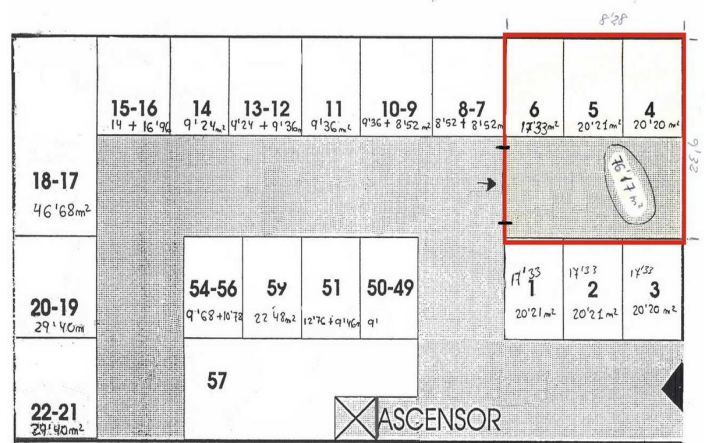 8'28
15-16 14 13-12 11 10-9 8-7 6 5 4
14 + 16'96 9'24m² 9'24 + 9'36m 9'36m² 9'36 + 8'52m² 8'52 + 8'52m 17'33m² 20'21m² 20'20m²
9'32
76'17m²
18-17
46'68m²
17'33 17'33 17'33
1 2 3
20'21m² 20'21m² 20'20m²
54-56 59 51 50-49
9'68+10'78 22'48m² 12'76+9'46m 9'
20-19
29'40m
57
22-21
29'40m²
ASCENSOR